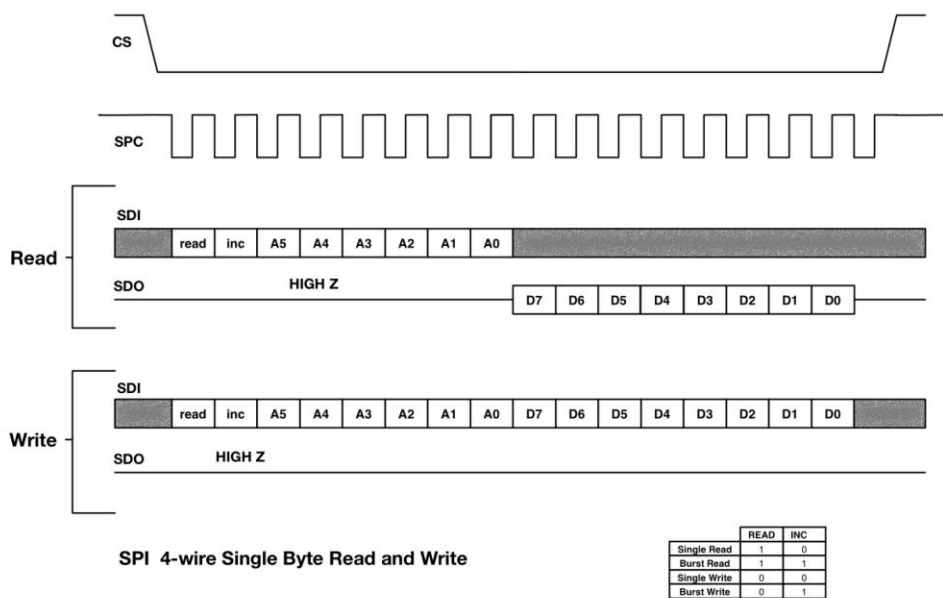 CS
SPC
SDI
read inc A5 A4 A3 A2 A1 A0
Read
HIGH Z
SDO
D7 D6 D5 D4 D3 D2 D1 D0
SDI
read inc A5 A4 A3 A2 A1 A0 D7 D6 D5 D4 D3 D2 D1 D0
Write
SDO HIGH Z
SPI 4-wire Single Byte Read and Write
READ INC
Single Read 1 0
Burst Read 1 1
Single Write 0 0
Burst Write 0 1